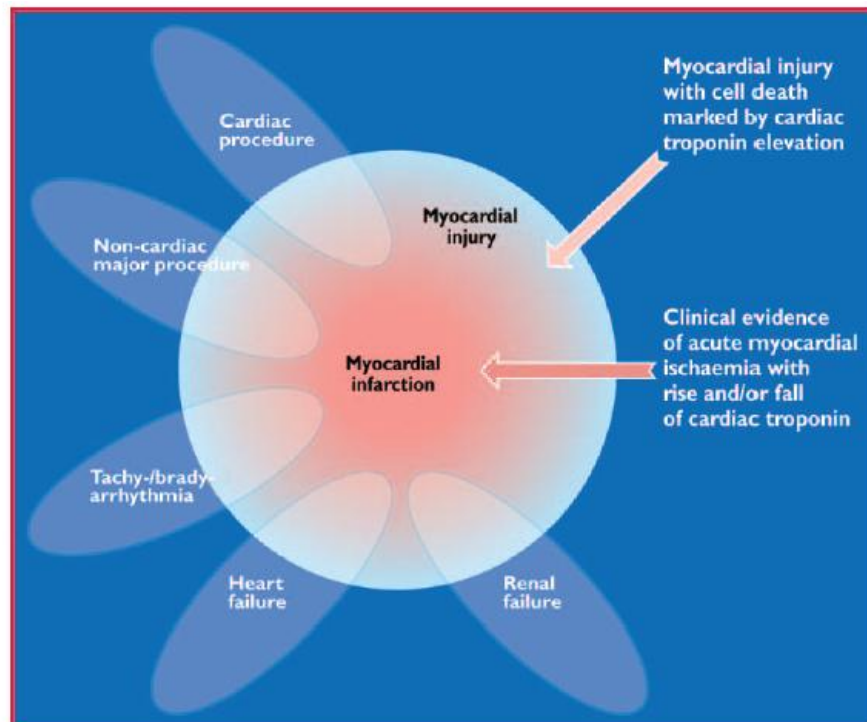 Myocardial injury
with cell death
marked by cardiac
troponin elevation
Cardiac
procedure
Myocardial
injury
Non-cardiac
major procedure
Clinical evidence
of acute myocardial
ischaemia with
rise and/or fall
of cardiac troponin
Myocardial
infarction
Tachy-/brady-
arrhythmia
Heart
failure
Renal
failure